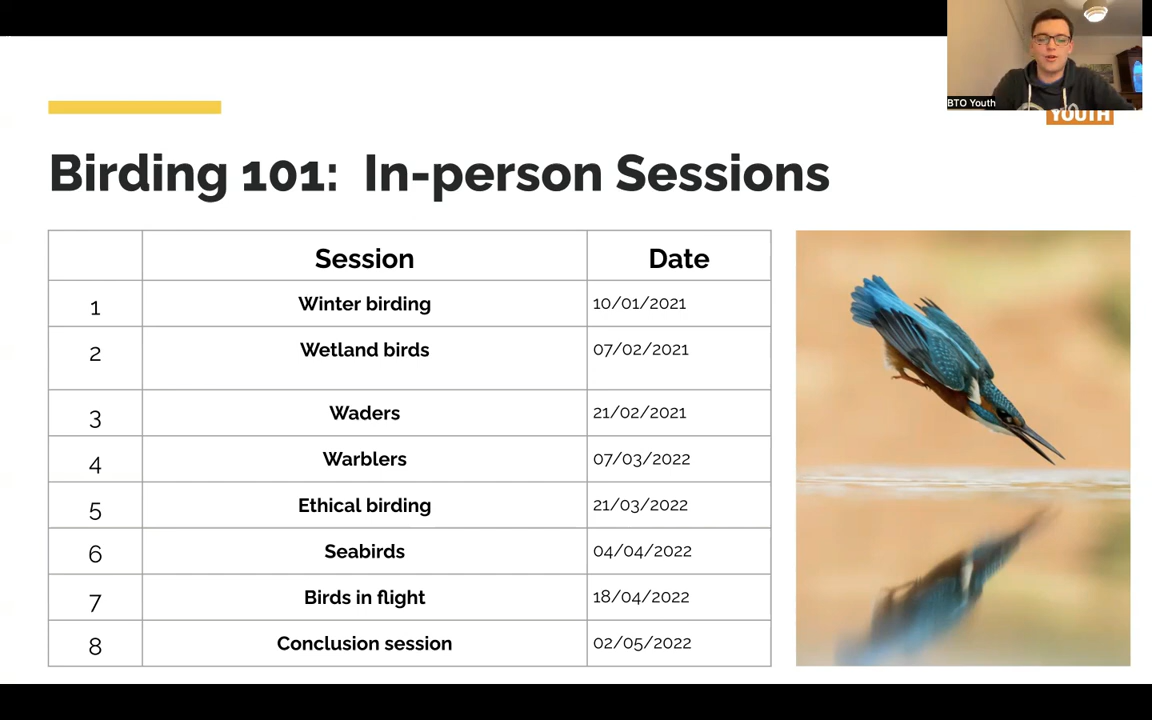 BTO Youth
YOUTH
Birding 101: In-person Sessions
Session Date
1 Winter birding 10/01/2021
2 Wetland birds 07/02/2021
3 Waders 21/02/2021
4 Warblers 07/03/2022
5 Ethical birding 21/03/2022
6 Seabirds 04/04/2022
7 Birds in flight 18/04/2022
8 Conclusion session 02/05/2022